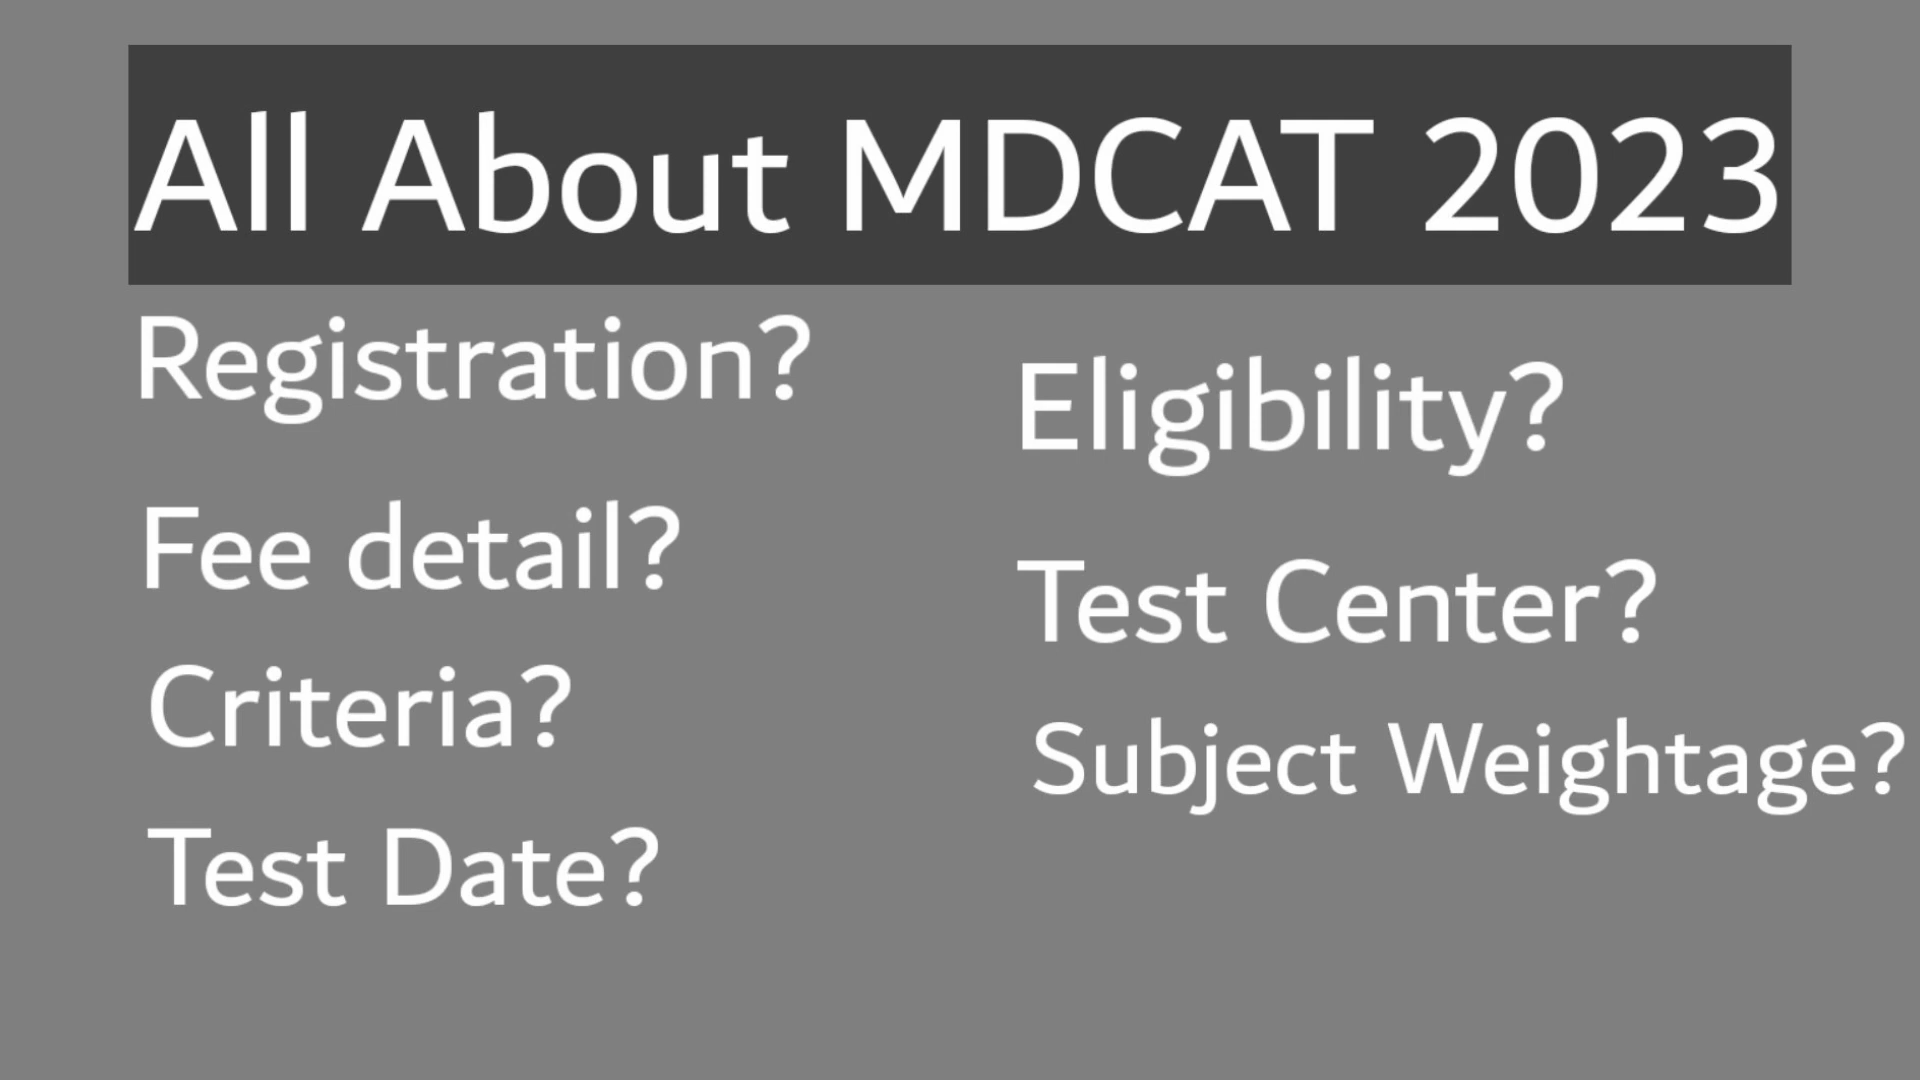 All About MDCAT 2023
Registration?
Fee detail?
Criteria?
Test Date?
Eligibility?
Test Center?
Subject Weightage?